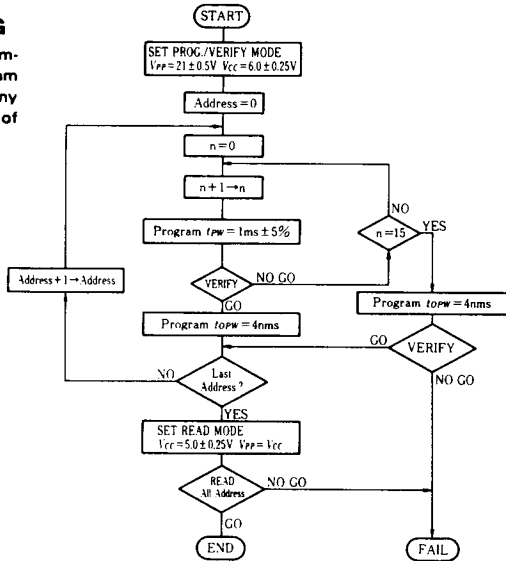 G
m-
am
ny
of
START
SET PROG./VERIFY MODE
VPP=21±0.5V VCC=6.0±0.25V
Address=0
n=0
n+1→n
Program tPW=1ms±5%
VERIFY
NO GO
GO
n=15
NO
YES
Address+1→Address
Program tOPW=4nms
Program tOPW=4nms
VERIFY
GO
NO GO
Last
Address?
NO
YES
SET READ MODE
VCC=5.0±0.25V VPP=VCC
READ
All Address
NO GO
GO
END
FAIL